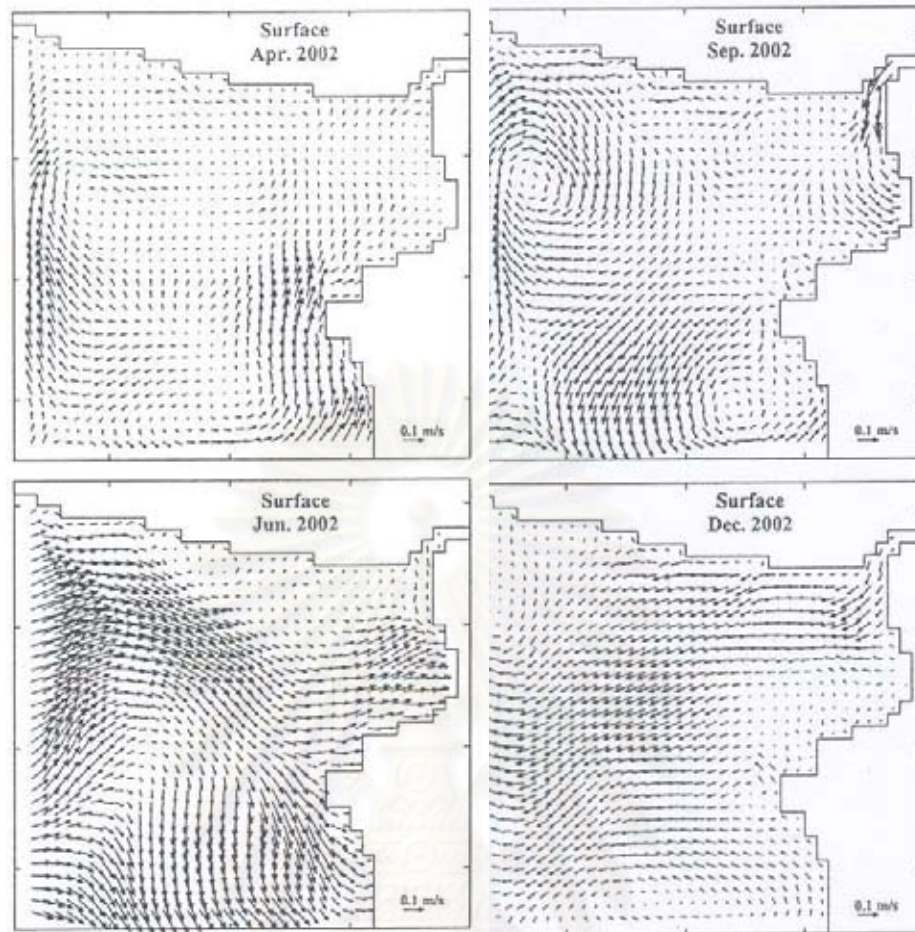 Surface
Apr. 2002
0.1 m/s
Surface
Sep. 2002
0.1 m/s
Surface
Jun. 2002
0.1 m/s
Surface
Dec. 2002
0.1 m/s